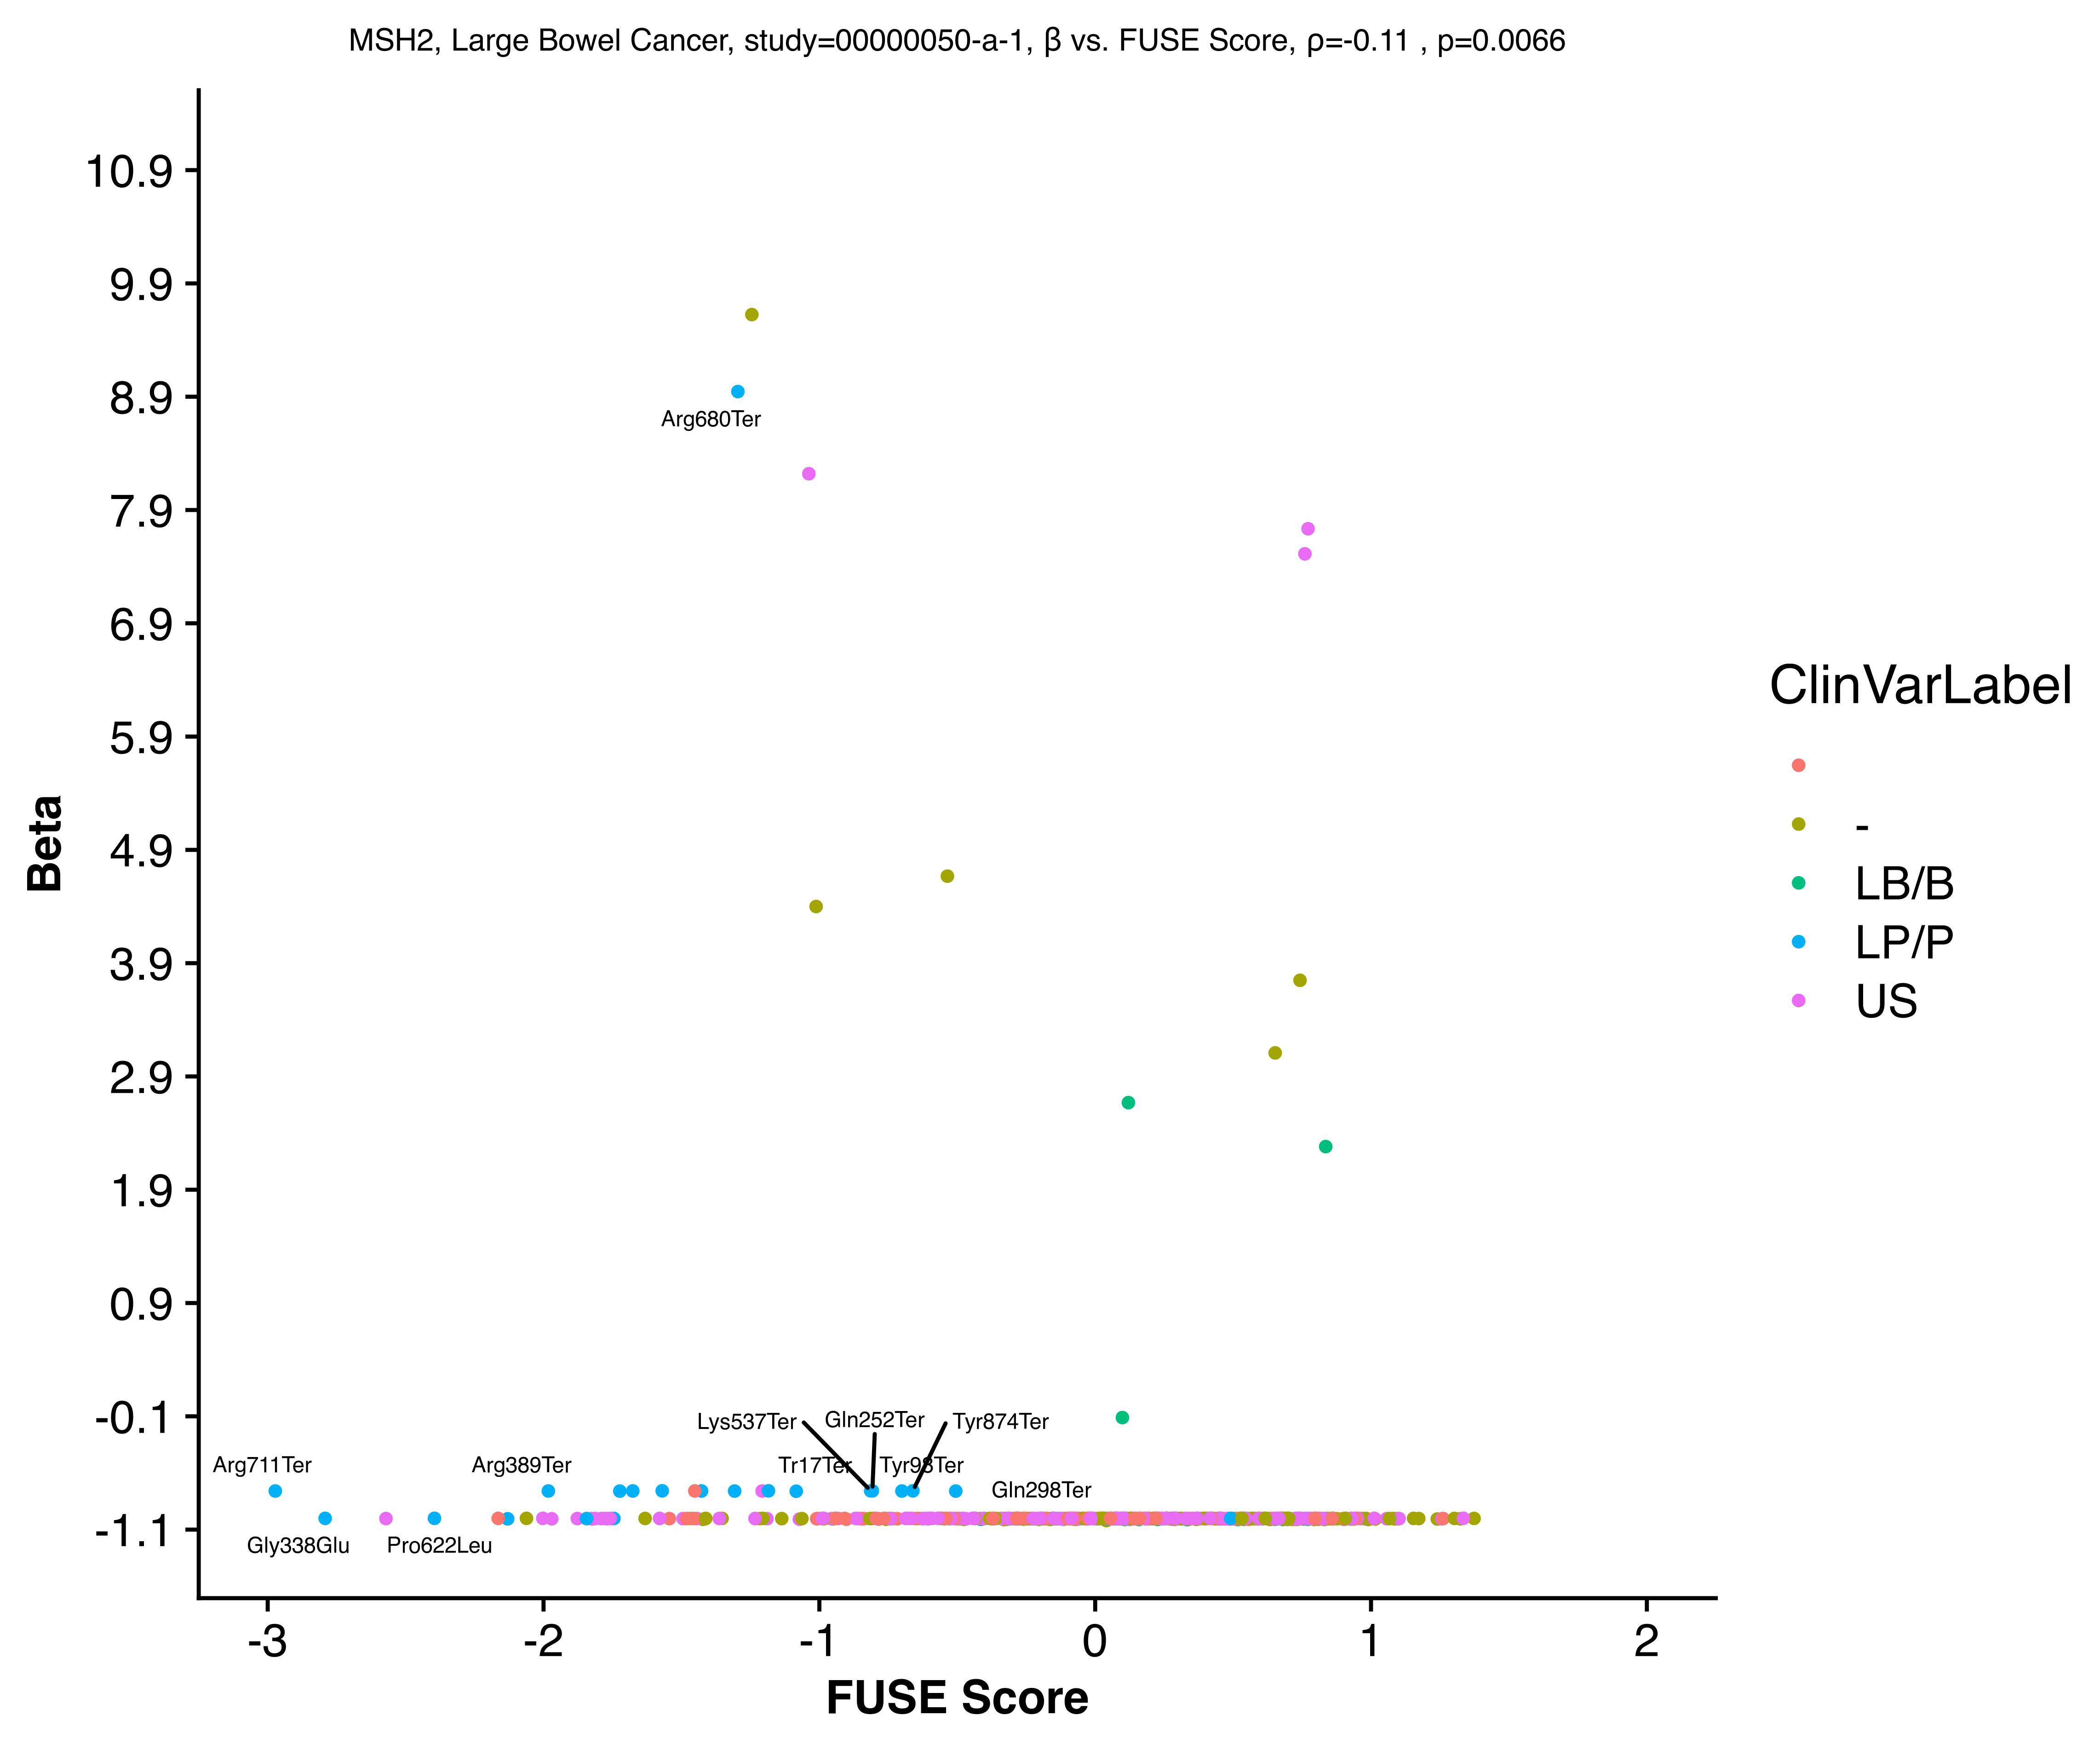 MSH2, Large Bowel Cancer, study=00000050-a-1, β vs. FUSE Score, ρ=-0.11 , p=0.0066
10.9
9.9
8.9
7.9
6.9
5.9
4.9
3.9
2.9
1.9
0.9
-0.1
-1.1
Beta
Arg680Ter
Lys537Ter
Gln252Ter
Tyr874Ter
Arg711Ter
Arg389Ter
Tr17Ter
Tyr98Ter
Gln298Ter
Gly338Glu
Pro622Leu
-3
-2
-1
0
1
2
FUSE Score
ClinVarLabel
-
LB/B
LP/P
US